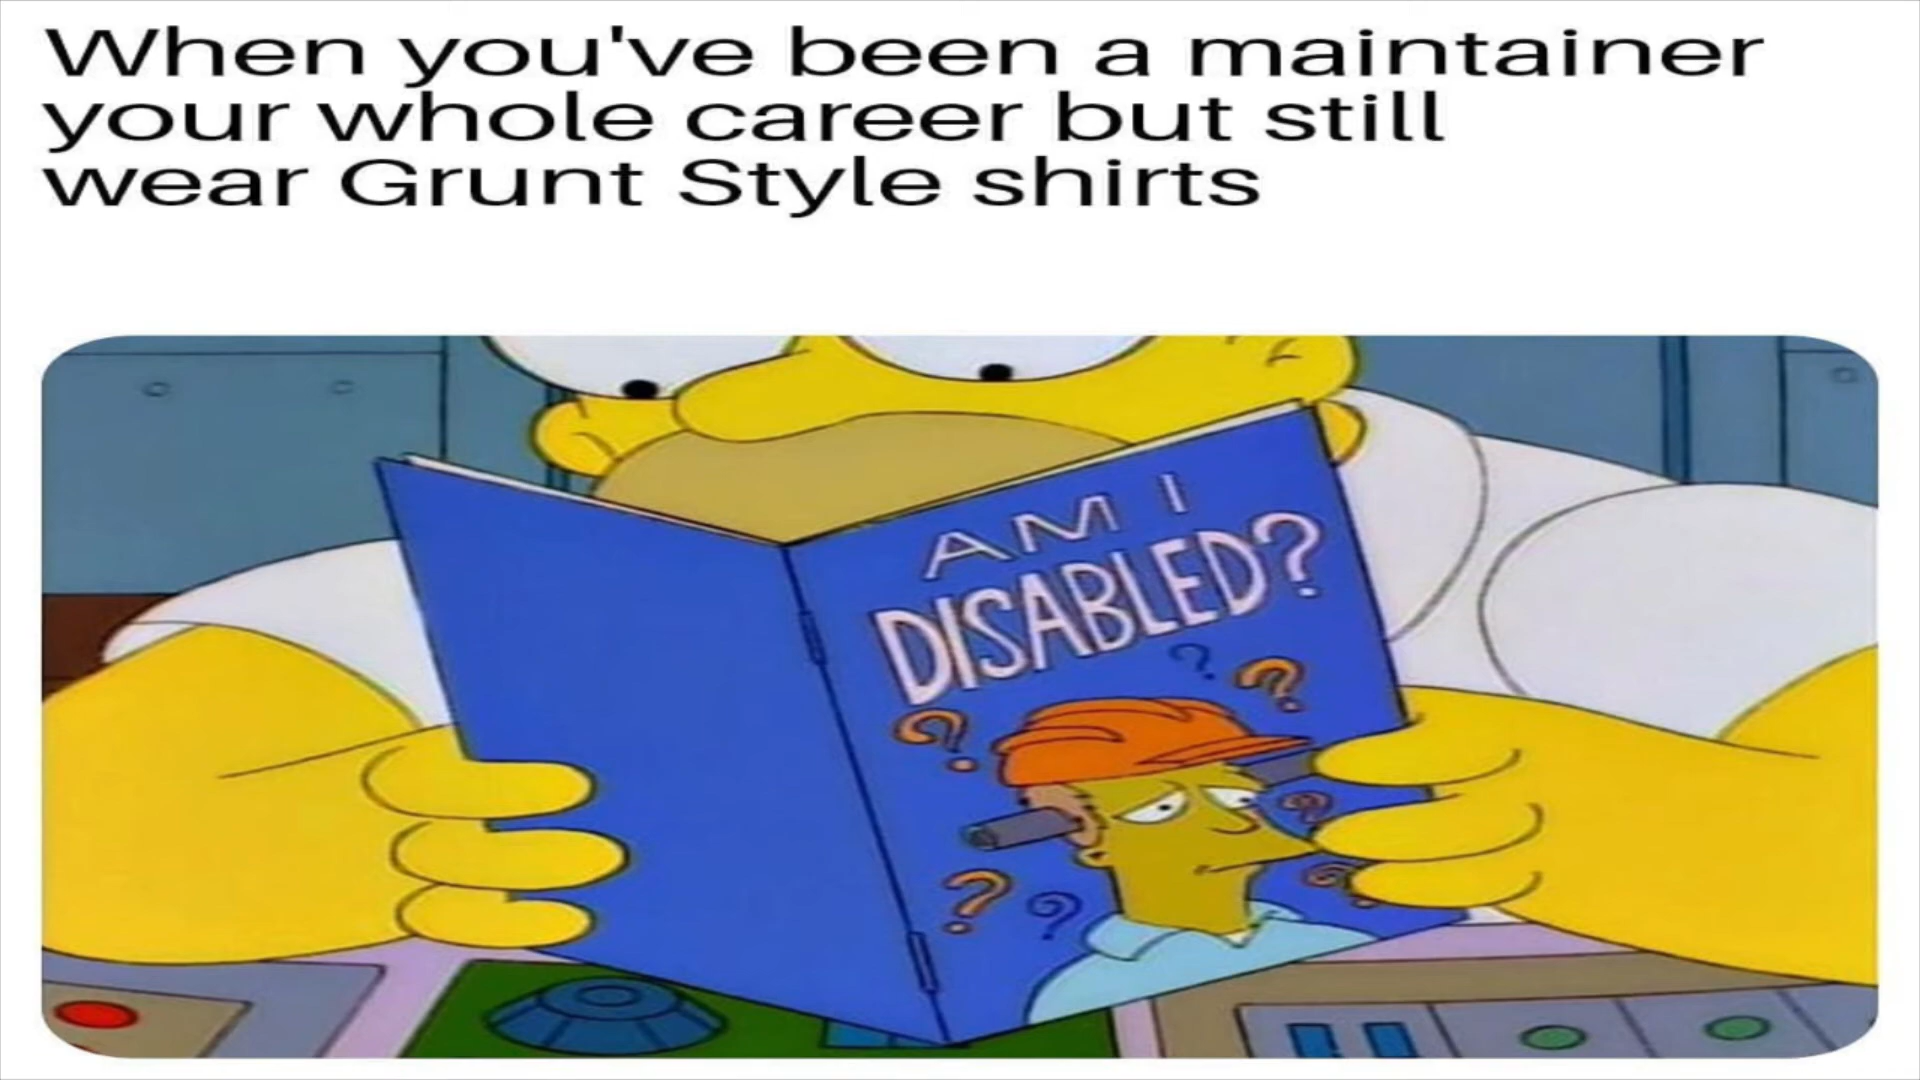 When you've been a maintainer
your whole career but still
wear Grunt Style shirts
AM I
DISABLED?